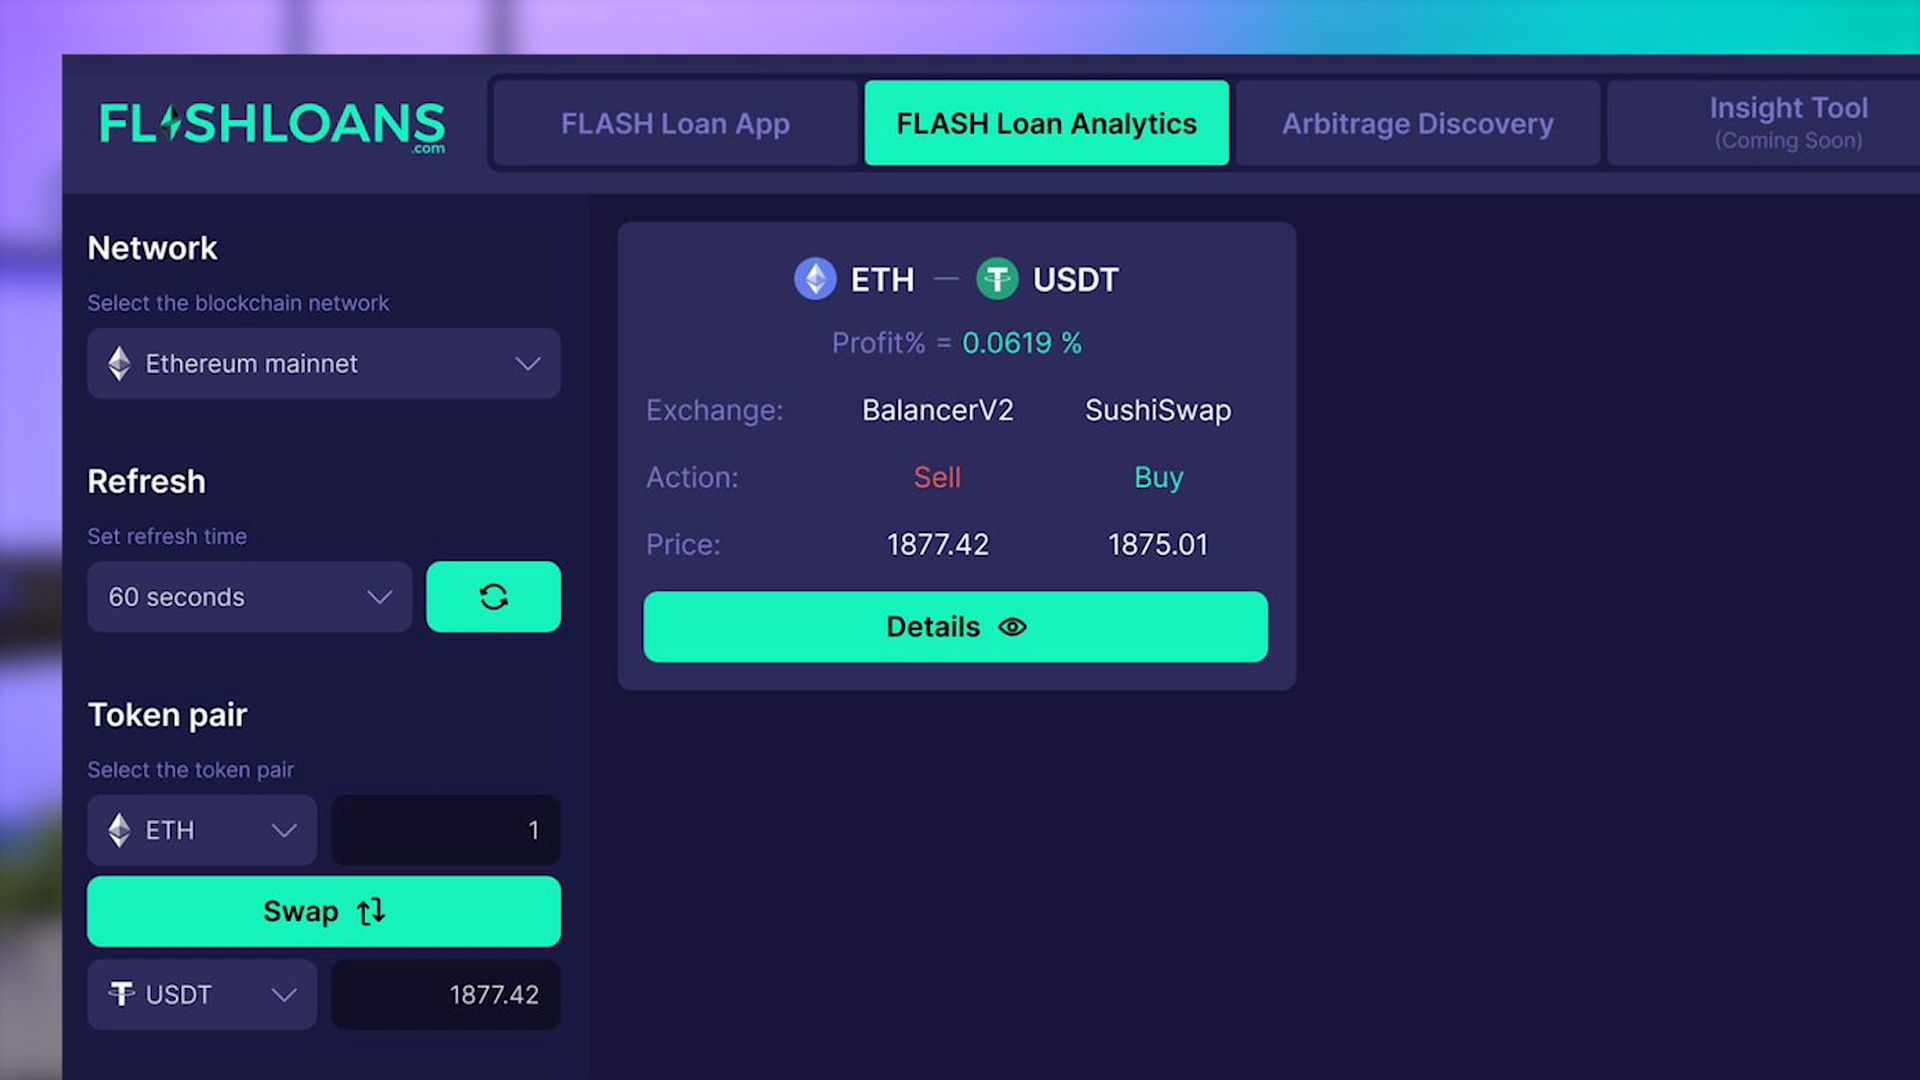 FLASHLOANS
.com
FLASH Loan App
FLASH Loan Analytics
Arbitrage Discovery
Insight Tool
(Coming Soon)
Network
Select the blockchain network
Ethereum mainnet
Refresh
Set refresh time
60 seconds
Token pair
Select the token pair
ETH 1
Swap
USDT 1877.42
ETH — USDT
Profit% = 0.0619 %
Exchange: BalancerV2 SushiSwap
Action: Sell Buy
Price: 1877.42 1875.01
Details